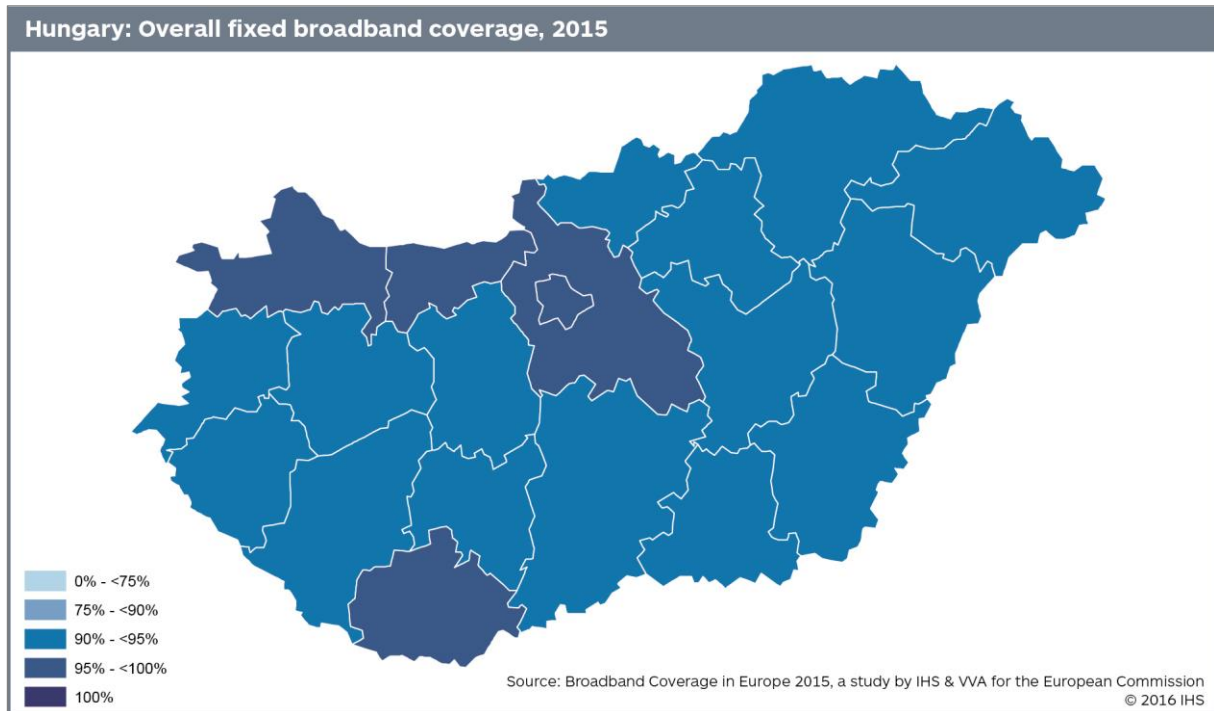 Hungary: Overall fixed broadband coverage, 2015
0% - <75%
75% - <90%
90% - <95%
95% - <100%
100%
Source: Broadband Coverage in Europe 2015, a study by IHS & VVA for the European Commission
© 2016 IHS